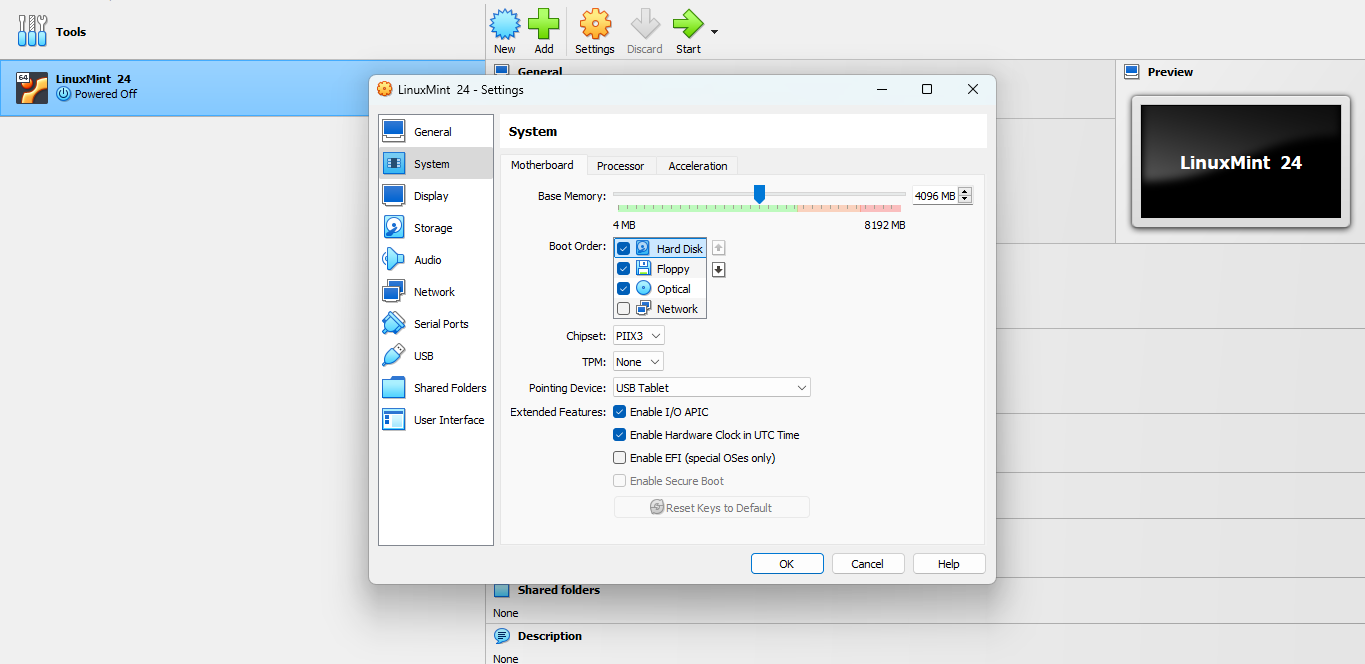 Tools
New Add Settings Discard Start
64
LinuxMint 24
Powered Off
General
Preview
LinuxMint 24
LinuxMint 24 - Settings
General
System
Display
Storage
Audio
Network
Serial Ports
USB
Shared Folders
User Interface
System
Motherboard Processor Acceleration
Base Memory: 4096 MB
4 MB 8192 MB
Boot Order: Hard Disk
Floppy
Optical
Network
Chipset: PIIX3
TPM: None
Pointing Device: USB Tablet
Extended Features: Enable I/O APIC
Enable Hardware Clock in UTC Time
Enable EFI (special OSes only)
Enable Secure Boot
Reset Keys to Default
OK Cancel Help
Shared folders
None
Description
None